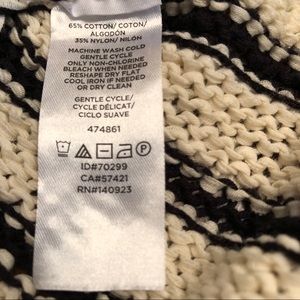 65% COTTON/ COTON/
ALGODÓN
35% NYLON/ NILÓN
MACHINE WASH COLD
GENTLE CYCLE
ONLY NON-CHLORINE
BLEACH WHEN NEEDED
RESHAPE DRY FLAT
COOL IRON IF NEEDED
OR DRY CLEAN
GENTLE CYCLE/
CYCLE DÉLICAT/
CICLO SUAVE
474861
P
ID#70299
CA#57421
RN#140923